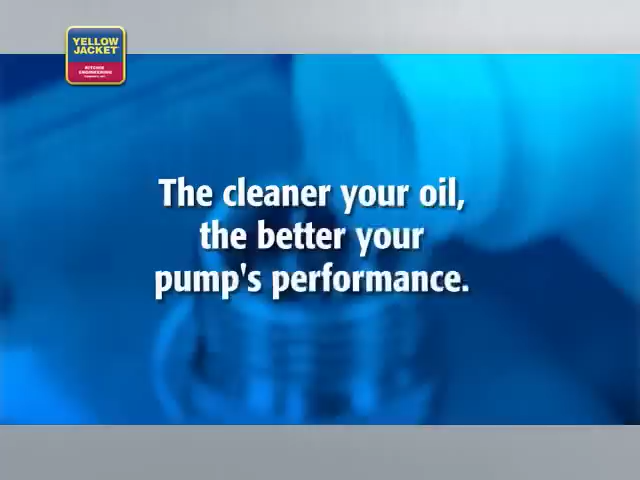 YELLOW
JACKET
RITCHIE
ENGINEERING
The cleaner your oil,
the better your
pump's performance.